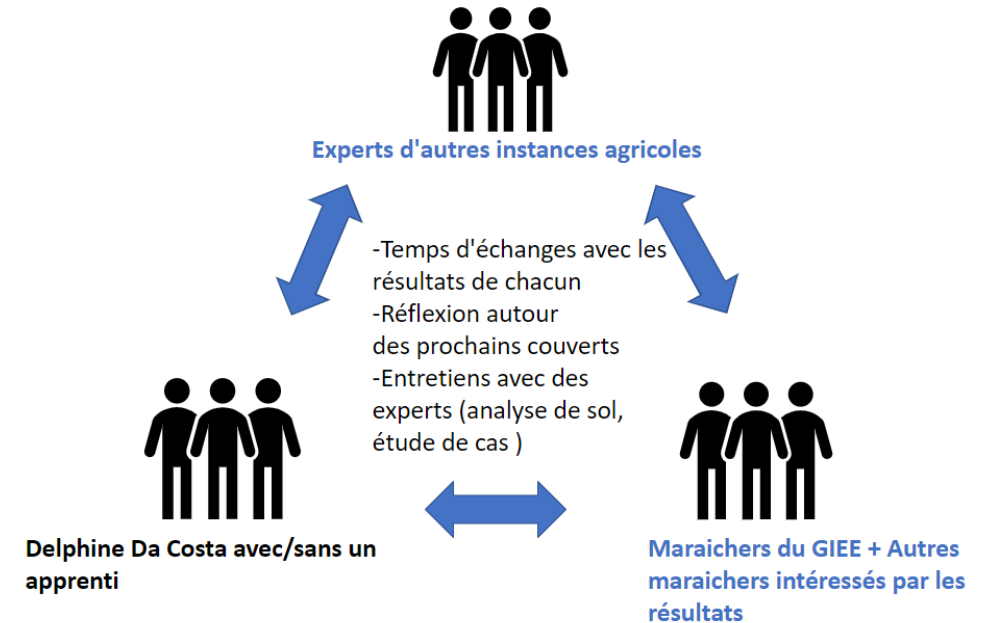 Experts d'autres instances agricoles
-Temps d'échanges avec les
résultats de chacun
-Réflexion autour
des prochains couverts
-Entretiens avec des
experts (analyse de sol,
étude de cas )
Delphine Da Costa avec/sans un
apprenti
Maraichers du GIEE + Autres
maraichers intéressés par les
résultats